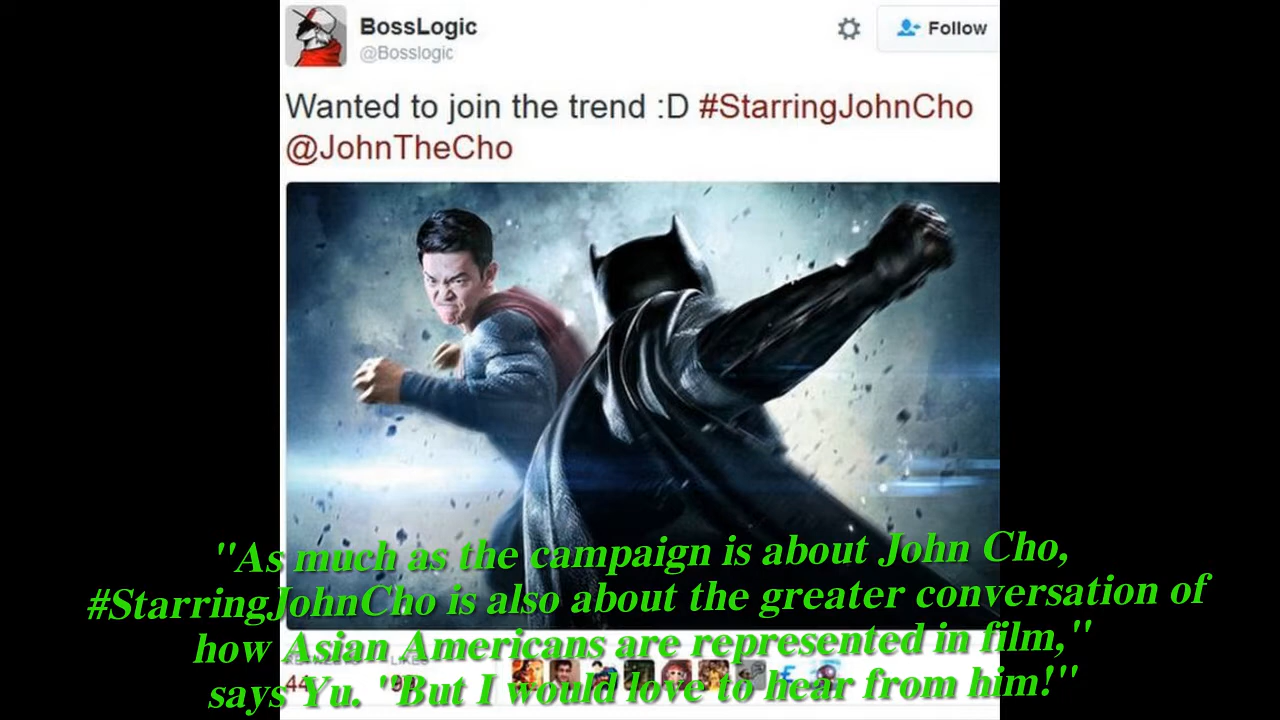 BossLogic
@Bosslogic
Follow
Wanted to join the trend :D #StarringJohnCho
@JohnTheCho
"As much as the campaign is about John Cho,
#StarringJohnCho is also about the greater conversation of
how Asian Americans are represented in film,"
says Yu. "But I would love to hear from him!"
44